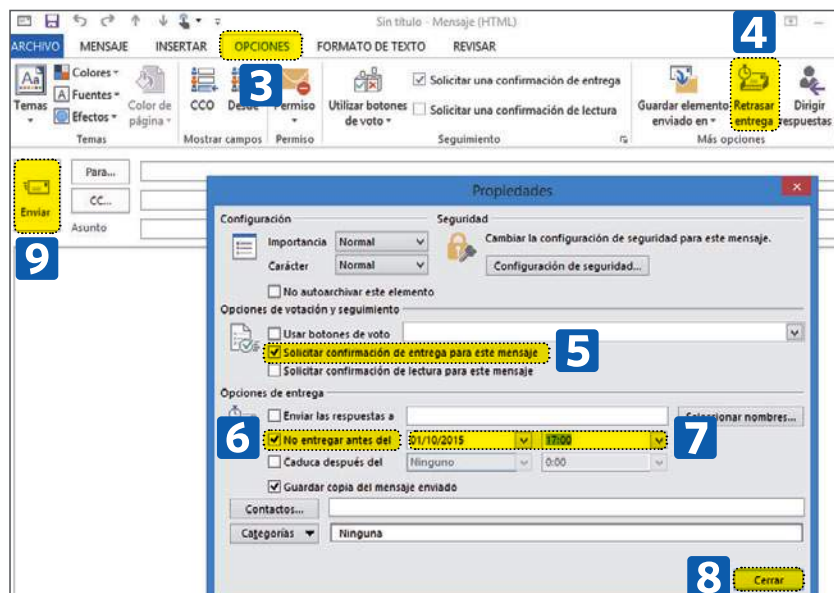 Sin título - Mensaje (HTML)
4
ARCHIVO MENSAJE INSERTAR OPCIONES FORMATO DE TEXTO REVISAR
3
Aa Temas
Colores
A Fuentes
Efectos
Color de página
CCO
Desde
Permiso
Utilizar botones de voto
Solicitar una confirmación de entrega
Solicitar una confirmación de lectura
Guardar elemento enviado en
Retrasar entrega
Dirigir respuestas
Temas Mostrar campos Permiso Seguimiento Más opciones
Enviar
Para...
CC...
Asunto
9
Propiedades
Configuración Seguridad
Importancia Normal
Cambiar la configuración de seguridad para este mensaje.
Carácter Normal
Configuración de seguridad...
No autoarchivar este elemento
Opciones de votación y seguimiento
Usar botones de voto
Solicitar confirmación de entrega para este mensaje
5
Solicitar confirmación de lectura para este mensaje
Opciones de entrega
Enviar las respuestas a
nombres...
6
No entregar antes del 01/10/2015 17:00
7
Caduca después del Ninguno 0:00
Guardar copia del mensaje enviado
Contactos...
Categorías Ninguna
8
Cerrar